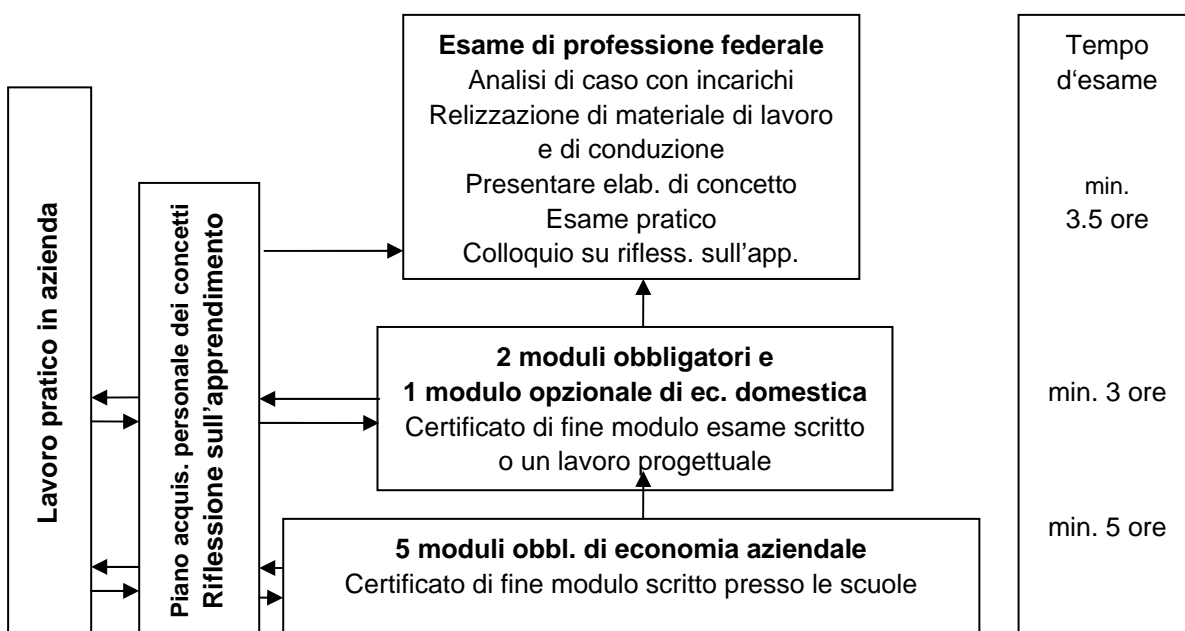 Lavoro pratico in azienda
Piano acquis. personale dei concetti
Riflessione sull'apprendimento
Esame di professione federale
Analisi di caso con incarichi
Relizzazione di materiale di lavoro
e di conduzione
Presentare elab. di concetto
Esame pratico
Colloquio su rifless. sull'app.
2 moduli obbligatori e
1 modulo opzionale di ec. domestica
Certificato di fine modulo esame scritto
o un lavoro progettuale
5 moduli obbl. di economia aziendale
Certificato di fine modulo scritto presso le scuole
Tempo
d'esame
min.
3.5 ore
min. 3 ore
min. 5 ore